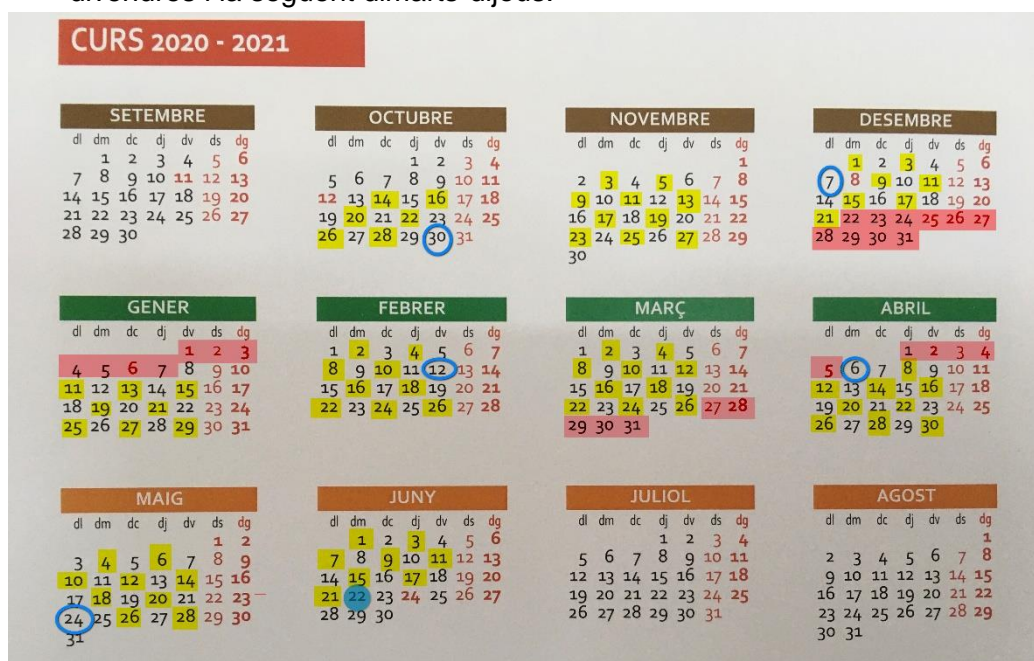 divendres i la següent dimarts-dijous.
CURS 2020 - 2021
SETEMBRE
dl dm dc dj dv ds dg
1 2 3 4 5 6
7 8 9 10 11 12 13
14 15 16 17 18 19 20
21 22 23 24 25 26 27
28 29 30
OCTUBRE
dl dm dc dj dv ds dg
1 2 3 4
5 6 7 8 9 10 11
12 13 14 15 16 17 18
19 20 21 22 23 24 25
26 27 28 29 30 31
NOVEMBRE
dl dm dc dj dv ds dg
1
2 3 4 5 6 7 8
9 10 11 12 13 14 15
16 17 18 19 20 21 22
23 24 25 26 27 28 29
30
DESEMBRE
dl dm dc dj dv ds dg
1 2 3 4 5 6
7 8 9 10 11 12 13
14 15 16 17 18 19 20
21 22 23 24 25 26 27
28 29 30 31
GENER
dl dm dc dj dv ds dg
1 2 3
4 5 6 7 8 9 10
11 12 13 14 15 16 17
18 19 20 21 22 23 24
25 26 27 28 29 30 31
FEBRER
dl dm dc dj dv ds dg
1 2 3 4 5 6 7
8 9 10 11 12 13 14
15 16 17 18 19 20 21
22 23 24 25 26 27 28
MARÇ
dl dm dc dj dv ds dg
1 2 3 4 5 6 7
8 9 10 11 12 13 14
15 16 17 18 19 20 21
22 23 24 25 26 27 28
29 30 31
ABRIL
dl dm dc dj dv ds dg
1 2 3 4
5 6 7 8 9 10 11
12 13 14 15 16 17 18
19 20 21 22 23 24 25
26 27 28 29 30
MAIG
dl dm dc dj dv ds dg
1 2
3 4 5 6 7 8 9
10 11 12 13 14 15 16
17 18 19 20 21 22 23
24 25 26 27 28 29 30
31
JUNY
dl dm dc dj dv ds dg
1 2 3 4 5 6
7 8 9 10 11 12 13
14 15 16 17 18 19 20
21 22 23 24 25 26 27
28 29 30
JULIOL
dl dm dc dj dv ds dg
1 2 3 4
5 6 7 8 9 10 11
12 13 14 15 16 17 18
19 20 21 22 23 24 25
26 27 28 29 30 31
AGOST
dl dm dc dj dv ds dg
1
2 3 4 5 6 7 8
9 10 11 12 13 14 15
16 17 18 19 20 21 22
23 24 25 26 27 28 29
30 31